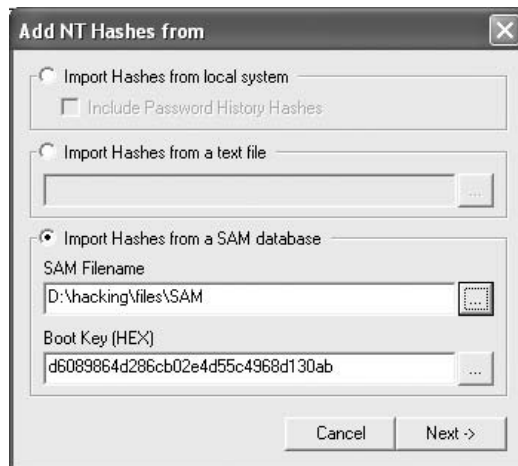 Add NT Hashes from
Import Hashes from local system
Include Password History Hashes
Import Hashes from a text file
...
Import Hashes from a SAM database
SAM Filename
D:\hacking\files\SAM
...
Boot Key (HEX)
d6089864d286cb02e4d55c4968d130ab
...
Cancel
Next ->